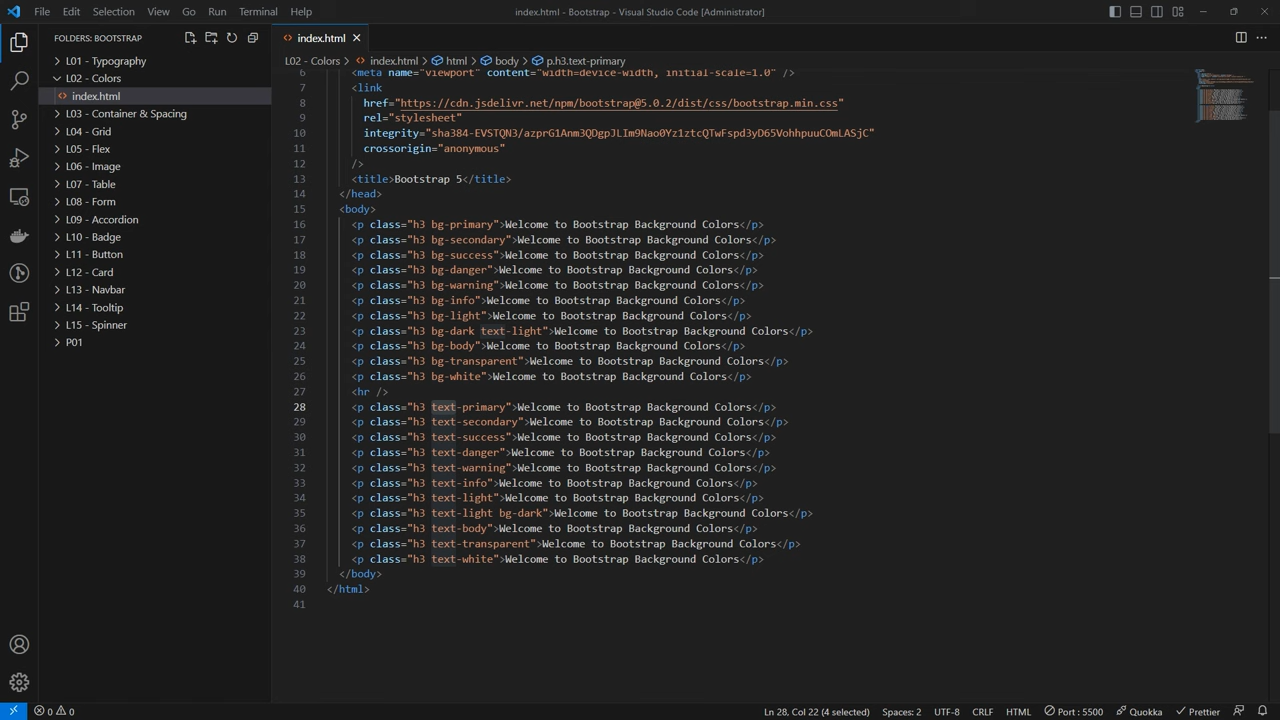 File Edit Selection View Go Run Terminal Help
index.html - Bootstrap - Visual Studio Code [Administrator]
FOLDERS: BOOTSTRAP
L01 - Typography
L02 - Colors
index.html
L03 - Container & Spacing
L04 - Grid
L05 - Flex
L06 - Image
L07 - Table
L08 - Form
L09 - Accordion
L10 - Badge
L11 - Button
L12 - Card
L13 - Navbar
L14 - Tooltip
L15 - Spinner
P01
index.html
L02 - Colors > index.html > html > body > p.h3.text-primary
6 <meta name="viewport" content="width=device-width, initial-scale=1.0" />
7 <link
8 href="https://cdn.jsdelivr.net/npm/bootstrap@5.0.2/dist/css/bootstrap.min.css"
9 rel="stylesheet"
10 integrity="sha384-EVSTQN3/azprG1Anm3QDgpJLIm9Nao0Yz1ztcQTwFspd3yD65VohhpuuCOmLASjC"
11 crossorigin="anonymous"
12 />
13 <title>Bootstrap 5</title>
14 </head>
15 <body>
16 <p class="h3 bg-primary">Welcome to Bootstrap Background Colors</p>
17 <p class="h3 bg-secondary">Welcome to Bootstrap Background Colors</p>
18 <p class="h3 bg-success">Welcome to Bootstrap Background Colors</p>
19 <p class="h3 bg-danger">Welcome to Bootstrap Background Colors</p>
20 <p class="h3 bg-warning">Welcome to Bootstrap Background Colors</p>
21 <p class="h3 bg-info">Welcome to Bootstrap Background Colors</p>
22 <p class="h3 bg-light">Welcome to Bootstrap Background Colors</p>
23 <p class="h3 bg-dark text-light">Welcome to Bootstrap Background Colors</p>
24 <p class="h3 bg-body">Welcome to Bootstrap Background Colors</p>
25 <p class="h3 bg-transparent">Welcome to Bootstrap Background Colors</p>
26 <p class="h3 bg-white">Welcome to Bootstrap Background Colors</p>
27 <hr />
28 <p class="h3 text-primary">Welcome to Bootstrap Background Colors</p>
29 <p class="h3 text-secondary">Welcome to Bootstrap Background Colors</p>
30 <p class="h3 text-success">Welcome to Bootstrap Background Colors</p>
31 <p class="h3 text-danger">Welcome to Bootstrap Background Colors</p>
32 <p class="h3 text-warning">Welcome to Bootstrap Background Colors</p>
33 <p class="h3 text-info">Welcome to Bootstrap Background Colors</p>
34 <p class="h3 text-light">Welcome to Bootstrap Background Colors</p>
35 <p class="h3 text-light bg-dark">Welcome to Bootstrap Background Colors</p>
36 <p class="h3 text-body">Welcome to Bootstrap Background Colors</p>
37 <p class="h3 text-transparent">Welcome to Bootstrap Background Colors</p>
38 <p class="h3 text-white">Welcome to Bootstrap Background Colors</p>
39 </body>
40 </html>
41
0 0 Ln 28, Col 22 (4 selected) Spaces: 2 UTF-8 CRLF HTML Port : 5500 Quokka Prettier